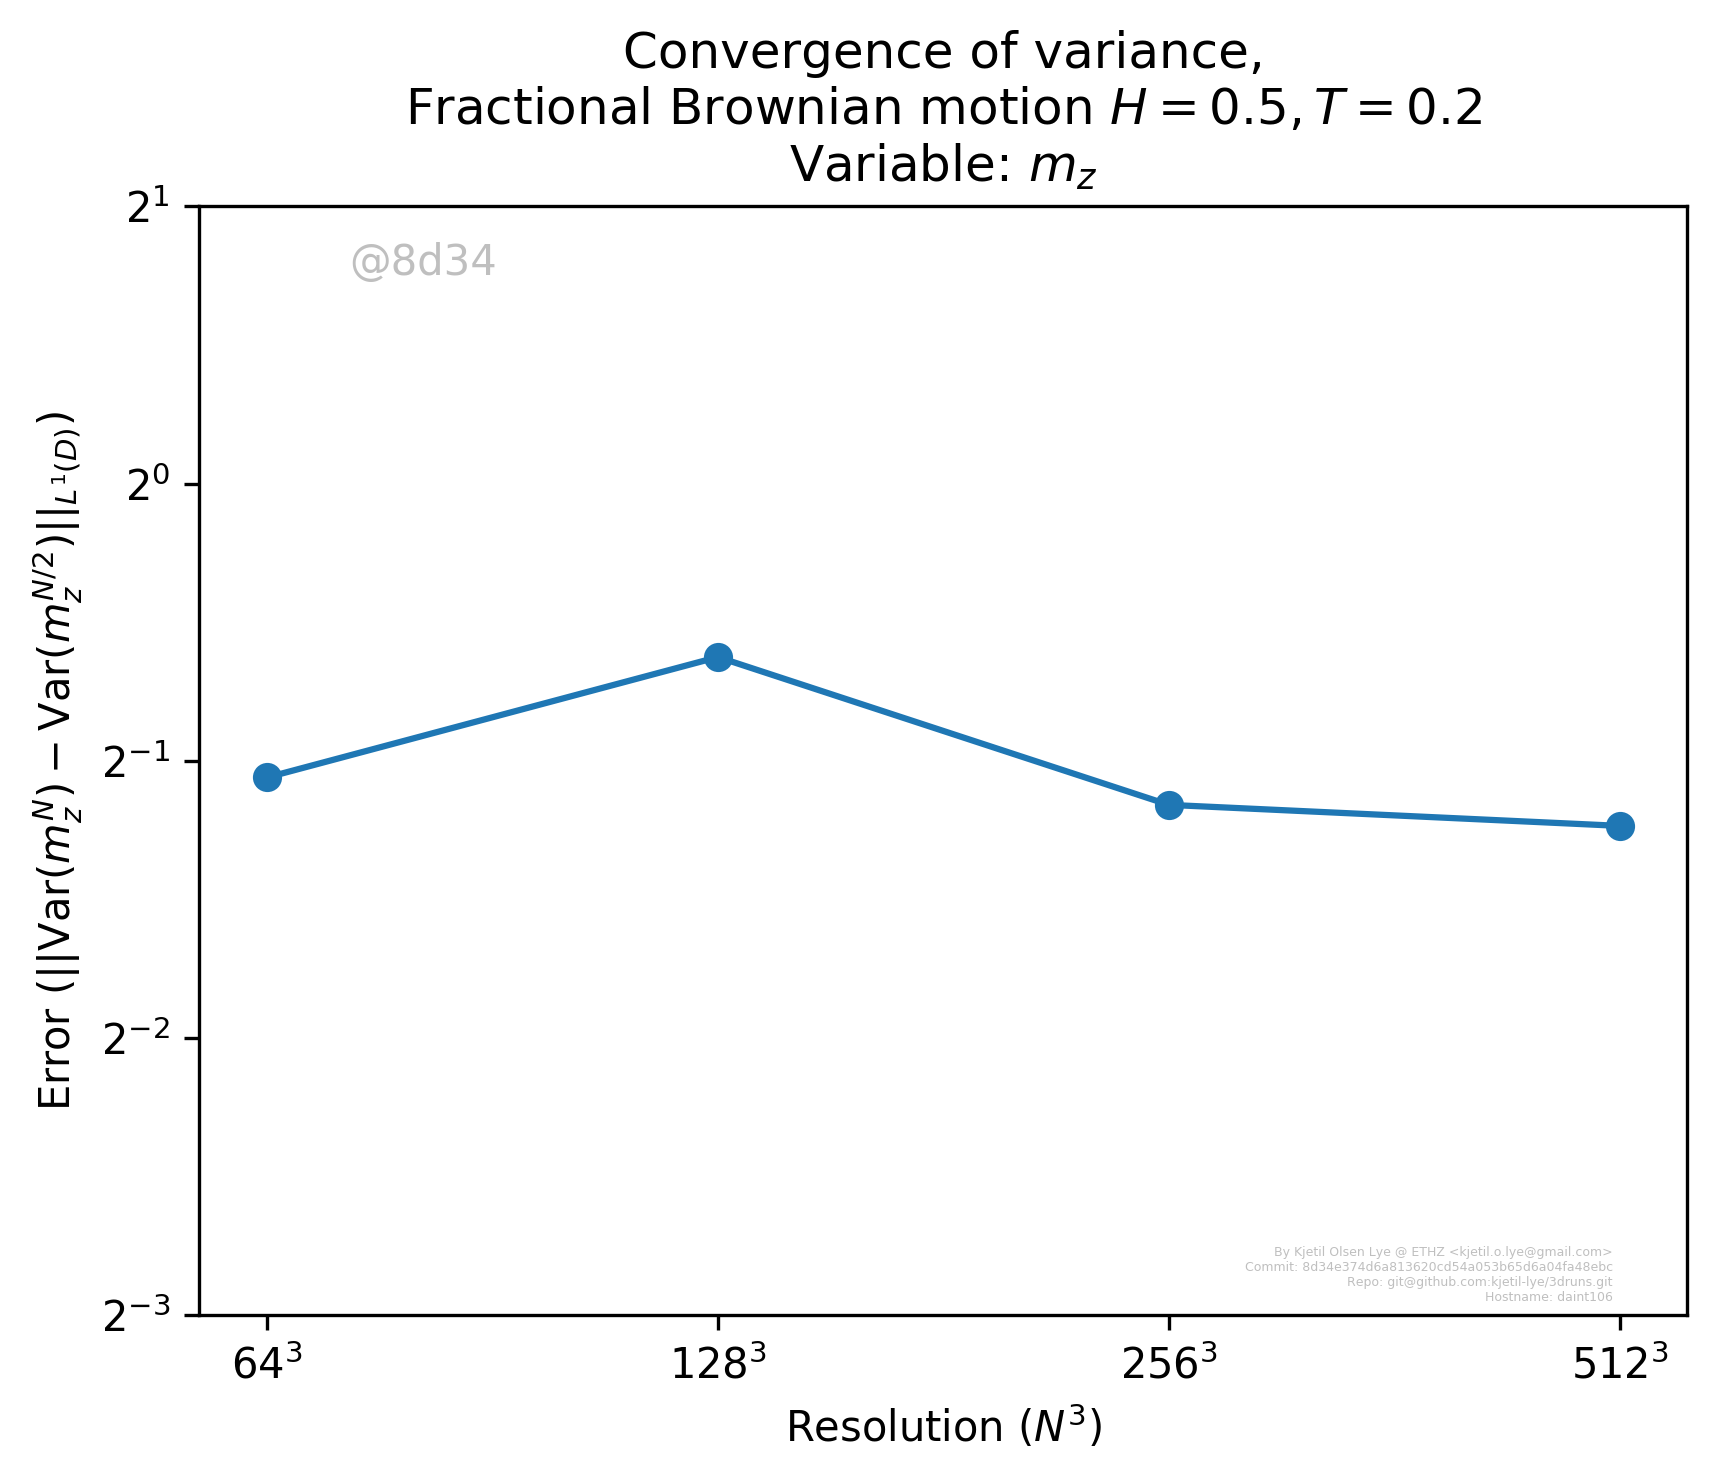 Convergence of variance,
Fractional Brownian motion H = 0.5, T = 0.2
Variable: m_z
2^1
@8d34
2^0
2^{-1}
2^{-2}
2^{-3}
Error (||Var(m_z^N) − Var(m_z^{N/2})||_{L^1(D)})
By Kjetil Olsen Lye @ ETHZ <kjetil.o.lye@gmail.com>
Commit: 8d34e374d6a813620cd54a053b65d6a04fa48ebc
Repo: git@github.com:kjetil-lye/3druns.git
Hostname: daint106
64^3 128^3 256^3 512^3
Resolution (N^3)